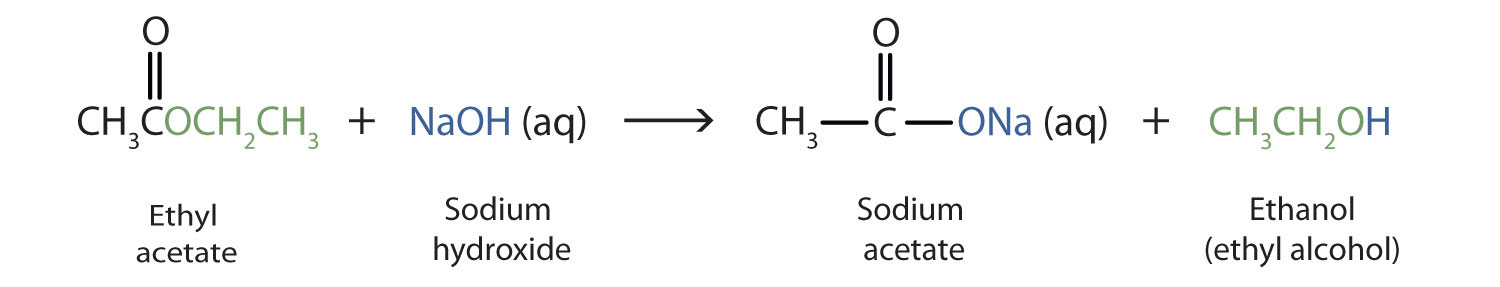 O O
CH₃COCH₂CH₃ + NaOH (aq) ⟶ CH₃—C—ONa (aq) + CH₃CH₂OH
Ethyl Sodium Sodium Ethanol
acetate hydroxide acetate (ethyl alcohol)